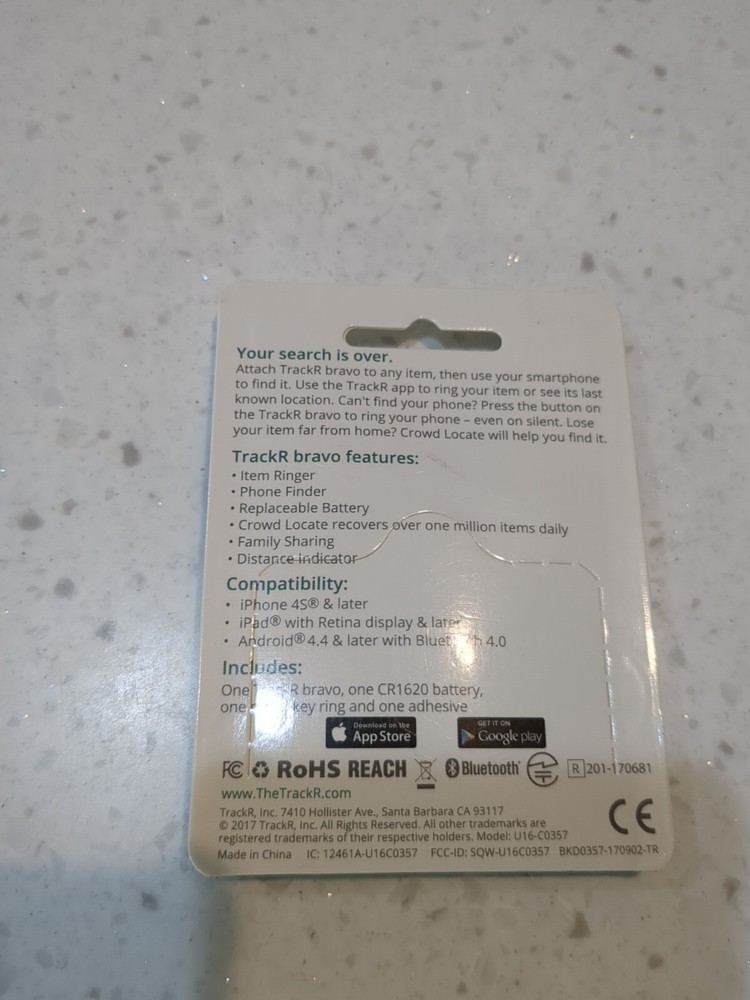 Your search is over.
Attach TrackR bravo to any item, then use your smartphone
to find it. Use the TrackR app to ring your item or see its last
known location. Can't find your phone? Press the button on
the TrackR bravo to ring your phone – even on silent. Lose
your item far from home? Crowd Locate will help you find it.
TrackR bravo features:
• Item Ringer
• Phone Finder
• Replaceable Battery
• Crowd Locate recovers over one million items daily
• Family Sharing
• Distance indicator
Compatibility:
• iPhone 4S® & later
• iPad® with Retina display & later
• Android® 4.4 & later with Bluetooth 4.0
Includes:
One TrackR bravo, one CR1620 battery,
one key ring and one adhesive
Download on the App Store
GET IT ON Google play
FC RoHS REACH Bluetooth® R 201-170681
www.TheTrackR.com
TrackR, Inc. 7410 Hollister Ave., Santa Barbara CA 93117
© 2017 TrackR, Inc. All Rights Reserved. All other trademarks are
registered trademarks of their respective holders. Model: U16-C0357
CE
Made in China IC: 12461A-U16C0357 FCC-ID: SQW-U16C0357 BKD0357-170902-TR